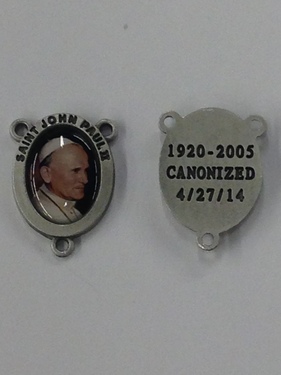 SAINT JOHN PAUL II
1920-2005
CANONIZED
4/27/14